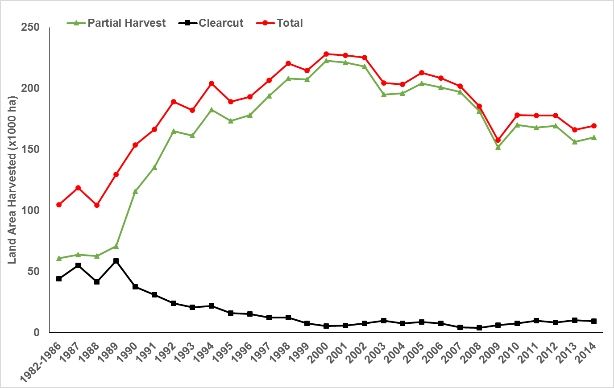 Partial Harvest Clearcut Total
Land Area Harvested (x1000 ha)
250
200
150
100
50
0
1982-1986 1987 1988 1989 1990 1991 1992 1993 1994 1995 1996 1997 1998 1999 2000 2001 2002 2003 2004 2005 2006 2007 2008 2009 2010 2011 2012 2013 2014